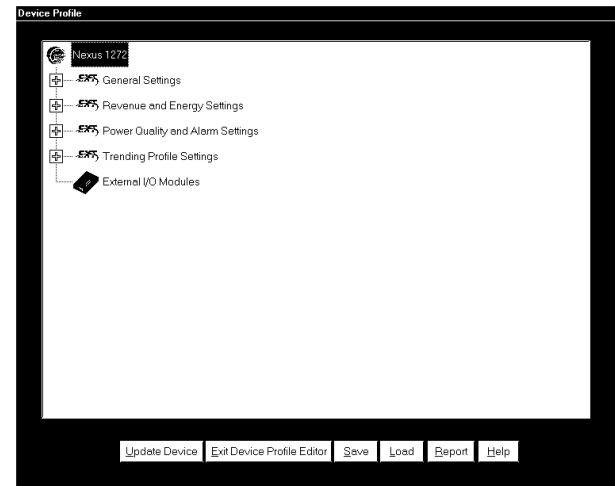 Device Profile
Nexus 1272
General Settings
Revenue and Energy Settings
Power Quality and Alarm Settings
Trending Profile Settings
External I/O Modules
Update Device Exit Device Profile Editor Save Load Report Help